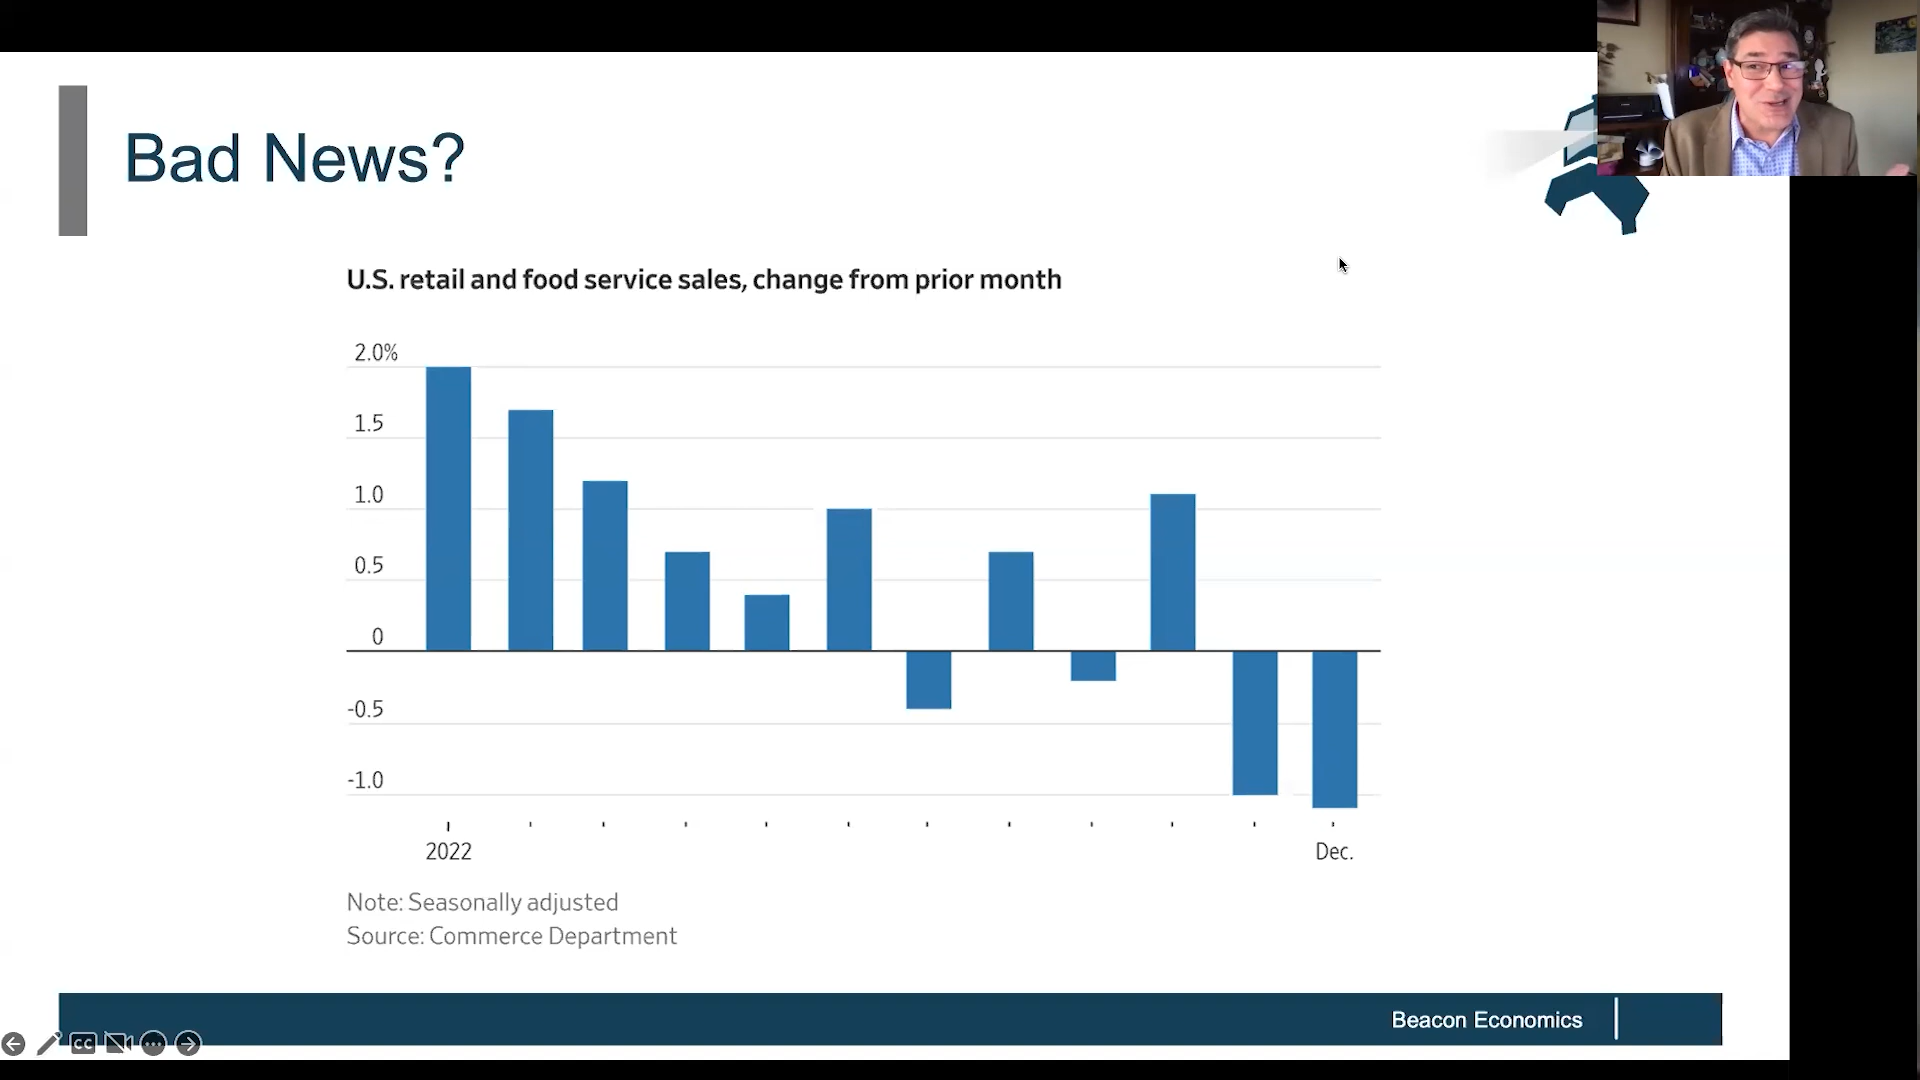 Bad News?
U.S. retail and food service sales, change from prior month
2.0%
1.5
1.0
0.5
0
-0.5
-1.0
2022
Dec.
Note: Seasonally adjusted
Source: Commerce Department
Beacon Economics
CC